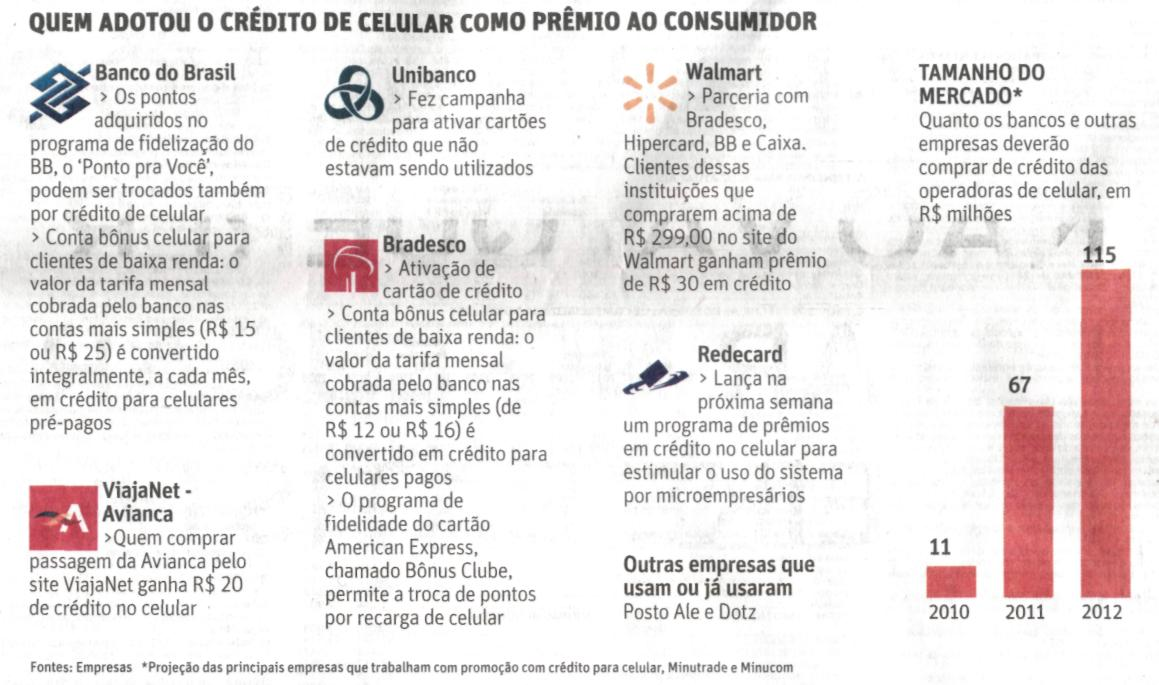 QUEM ADOTOU O CRÉDITO DE CELULAR COMO PRÊMIO AO CONSUMIDOR
Banco do Brasil
> Os pontos
adquiridos no
programa de fidelização do
BB, o ‘Ponto pra Você’,
podem ser trocados também
por crédito de celular
> Conta bônus celular para
clientes de baixa renda: o
valor da tarifa mensal
cobrada pelo banco nas
contas mais simples (R$ 15
ou R$ 25) é convertido
integralmente, a cada mês,
em crédito para celulares
pré-pagos
ViajaNet -
Avianca
>Quem comprar
passagem da Avianca pelo
site ViajaNet ganha R$ 20
de crédito no celular
Unibanco
> Fez campanha
para ativar cartões
de crédito que não
estavam sendo utilizados
Bradesco
> Ativação de
cartão de crédito
> Conta bônus celular para
clientes de baixa renda: o
valor da tarifa mensal
cobrada pelo banco nas
contas mais simples (de
R$ 12 ou R$ 16) é
convertido em crédito para
celulares pagos
> O programa de
fidelidade do cartão
American Express,
chamado Bônus Clube,
permite a troca de pontos
por recarga de celular
Walmart
> Parceria com
Bradesco,
Hipercard, BB e Caixa.
Clientes dessas
instituições que
comprarem acima de
R$ 299,00 no site do
Walmart ganham prêmio
de R$ 30 em crédito
Redecard
> Lança na
próxima semana
um programa de prêmios
em crédito no celular para
estimular o uso do sistema
por microempresários
Outras empresas que
usam ou já usaram
Posto Ale e Dotz
TAMANHO DO
MERCADO*
Quanto os bancos e outras
empresas deverão
comprar de crédito das
operadoras de celular, em
R$ milhões
115
67
11
2010 2011 2012
Fontes: Empresas *Projeção das principais empresas que trabalham com promoção com crédito para celular, Minutrade e Minucom